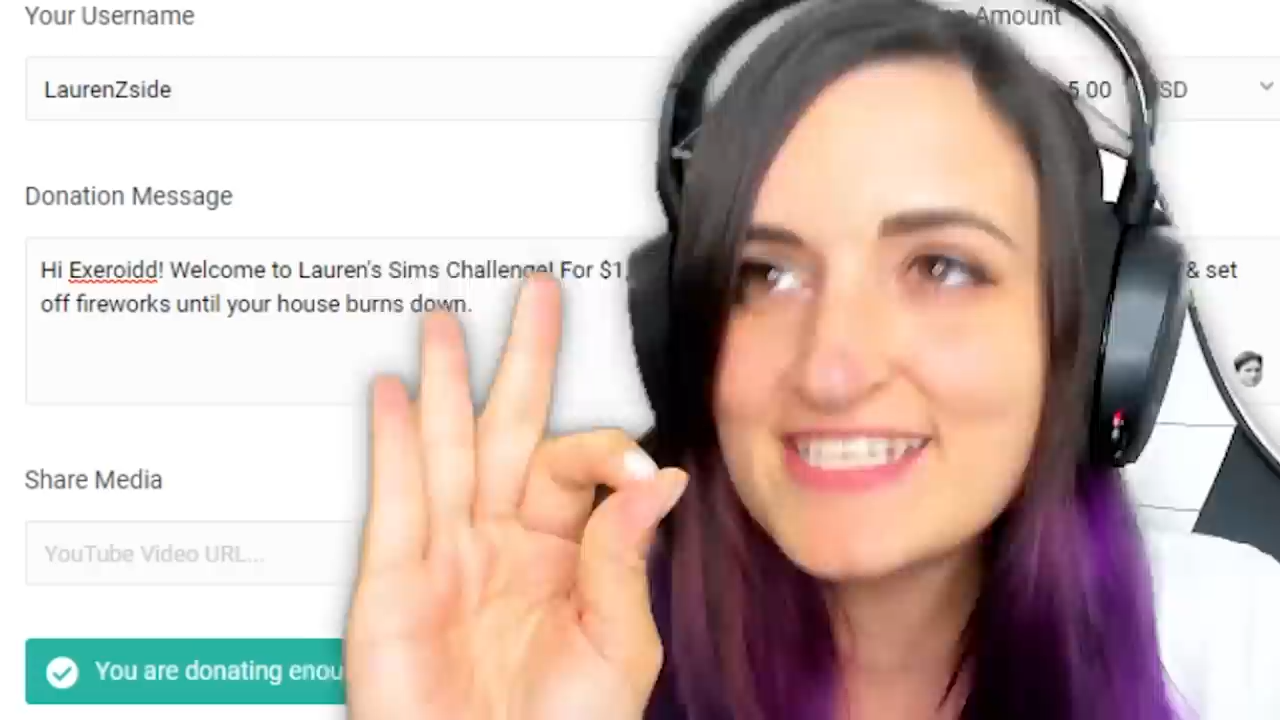 Your Username
Amount
LaurenZside
5.00 SD
Donation Message
Hi Exeroidd! Welcome to Lauren's Sims Challenge! For $1, & set
off fireworks until your house burns down.
Share Media
YouTube Video URL...
You are donating enou